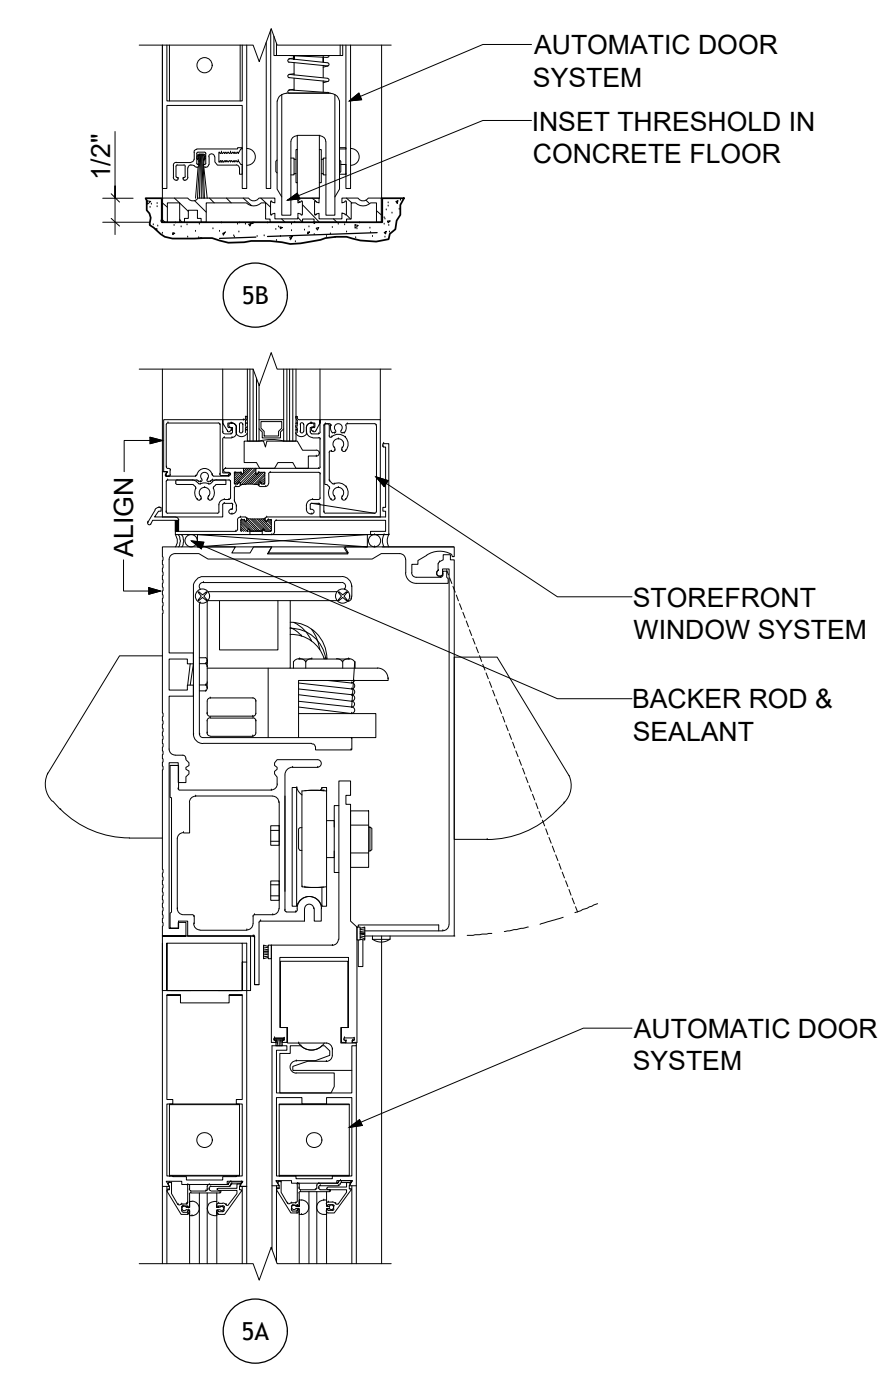 AUTOMATIC DOOR
SYSTEM
INSET THRESHOLD IN
CONCRETE FLOOR
1/2"
5B
ALIGN
STOREFRONT
WINDOW SYSTEM
BACKER ROD &
SEALANT
AUTOMATIC DOOR
SYSTEM
5A